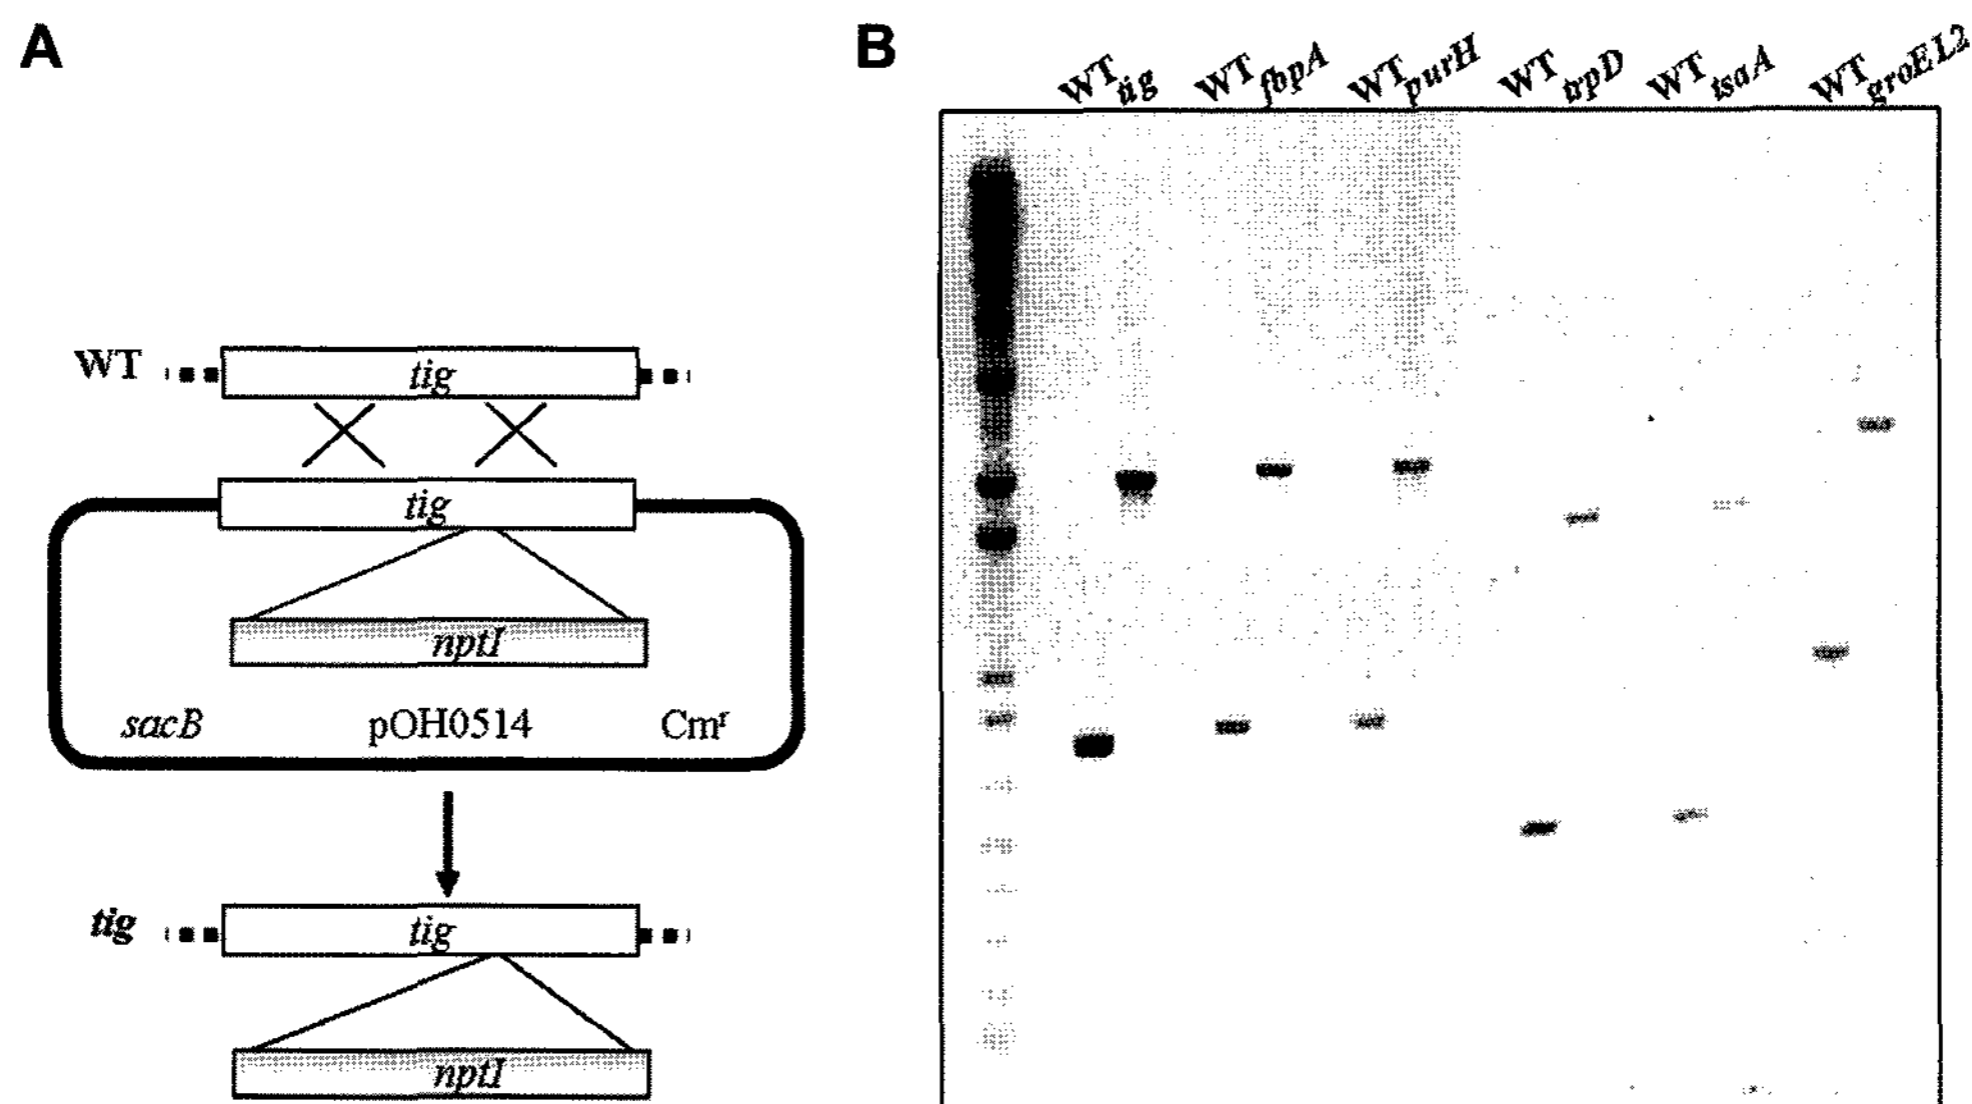 A
WT
tig
tig
nptI
sacB pOH0514 Cmʳ
tig
tig
nptI
B
WT tig WT fbpA WT purH WT trpD WT tsaA WT groEL2